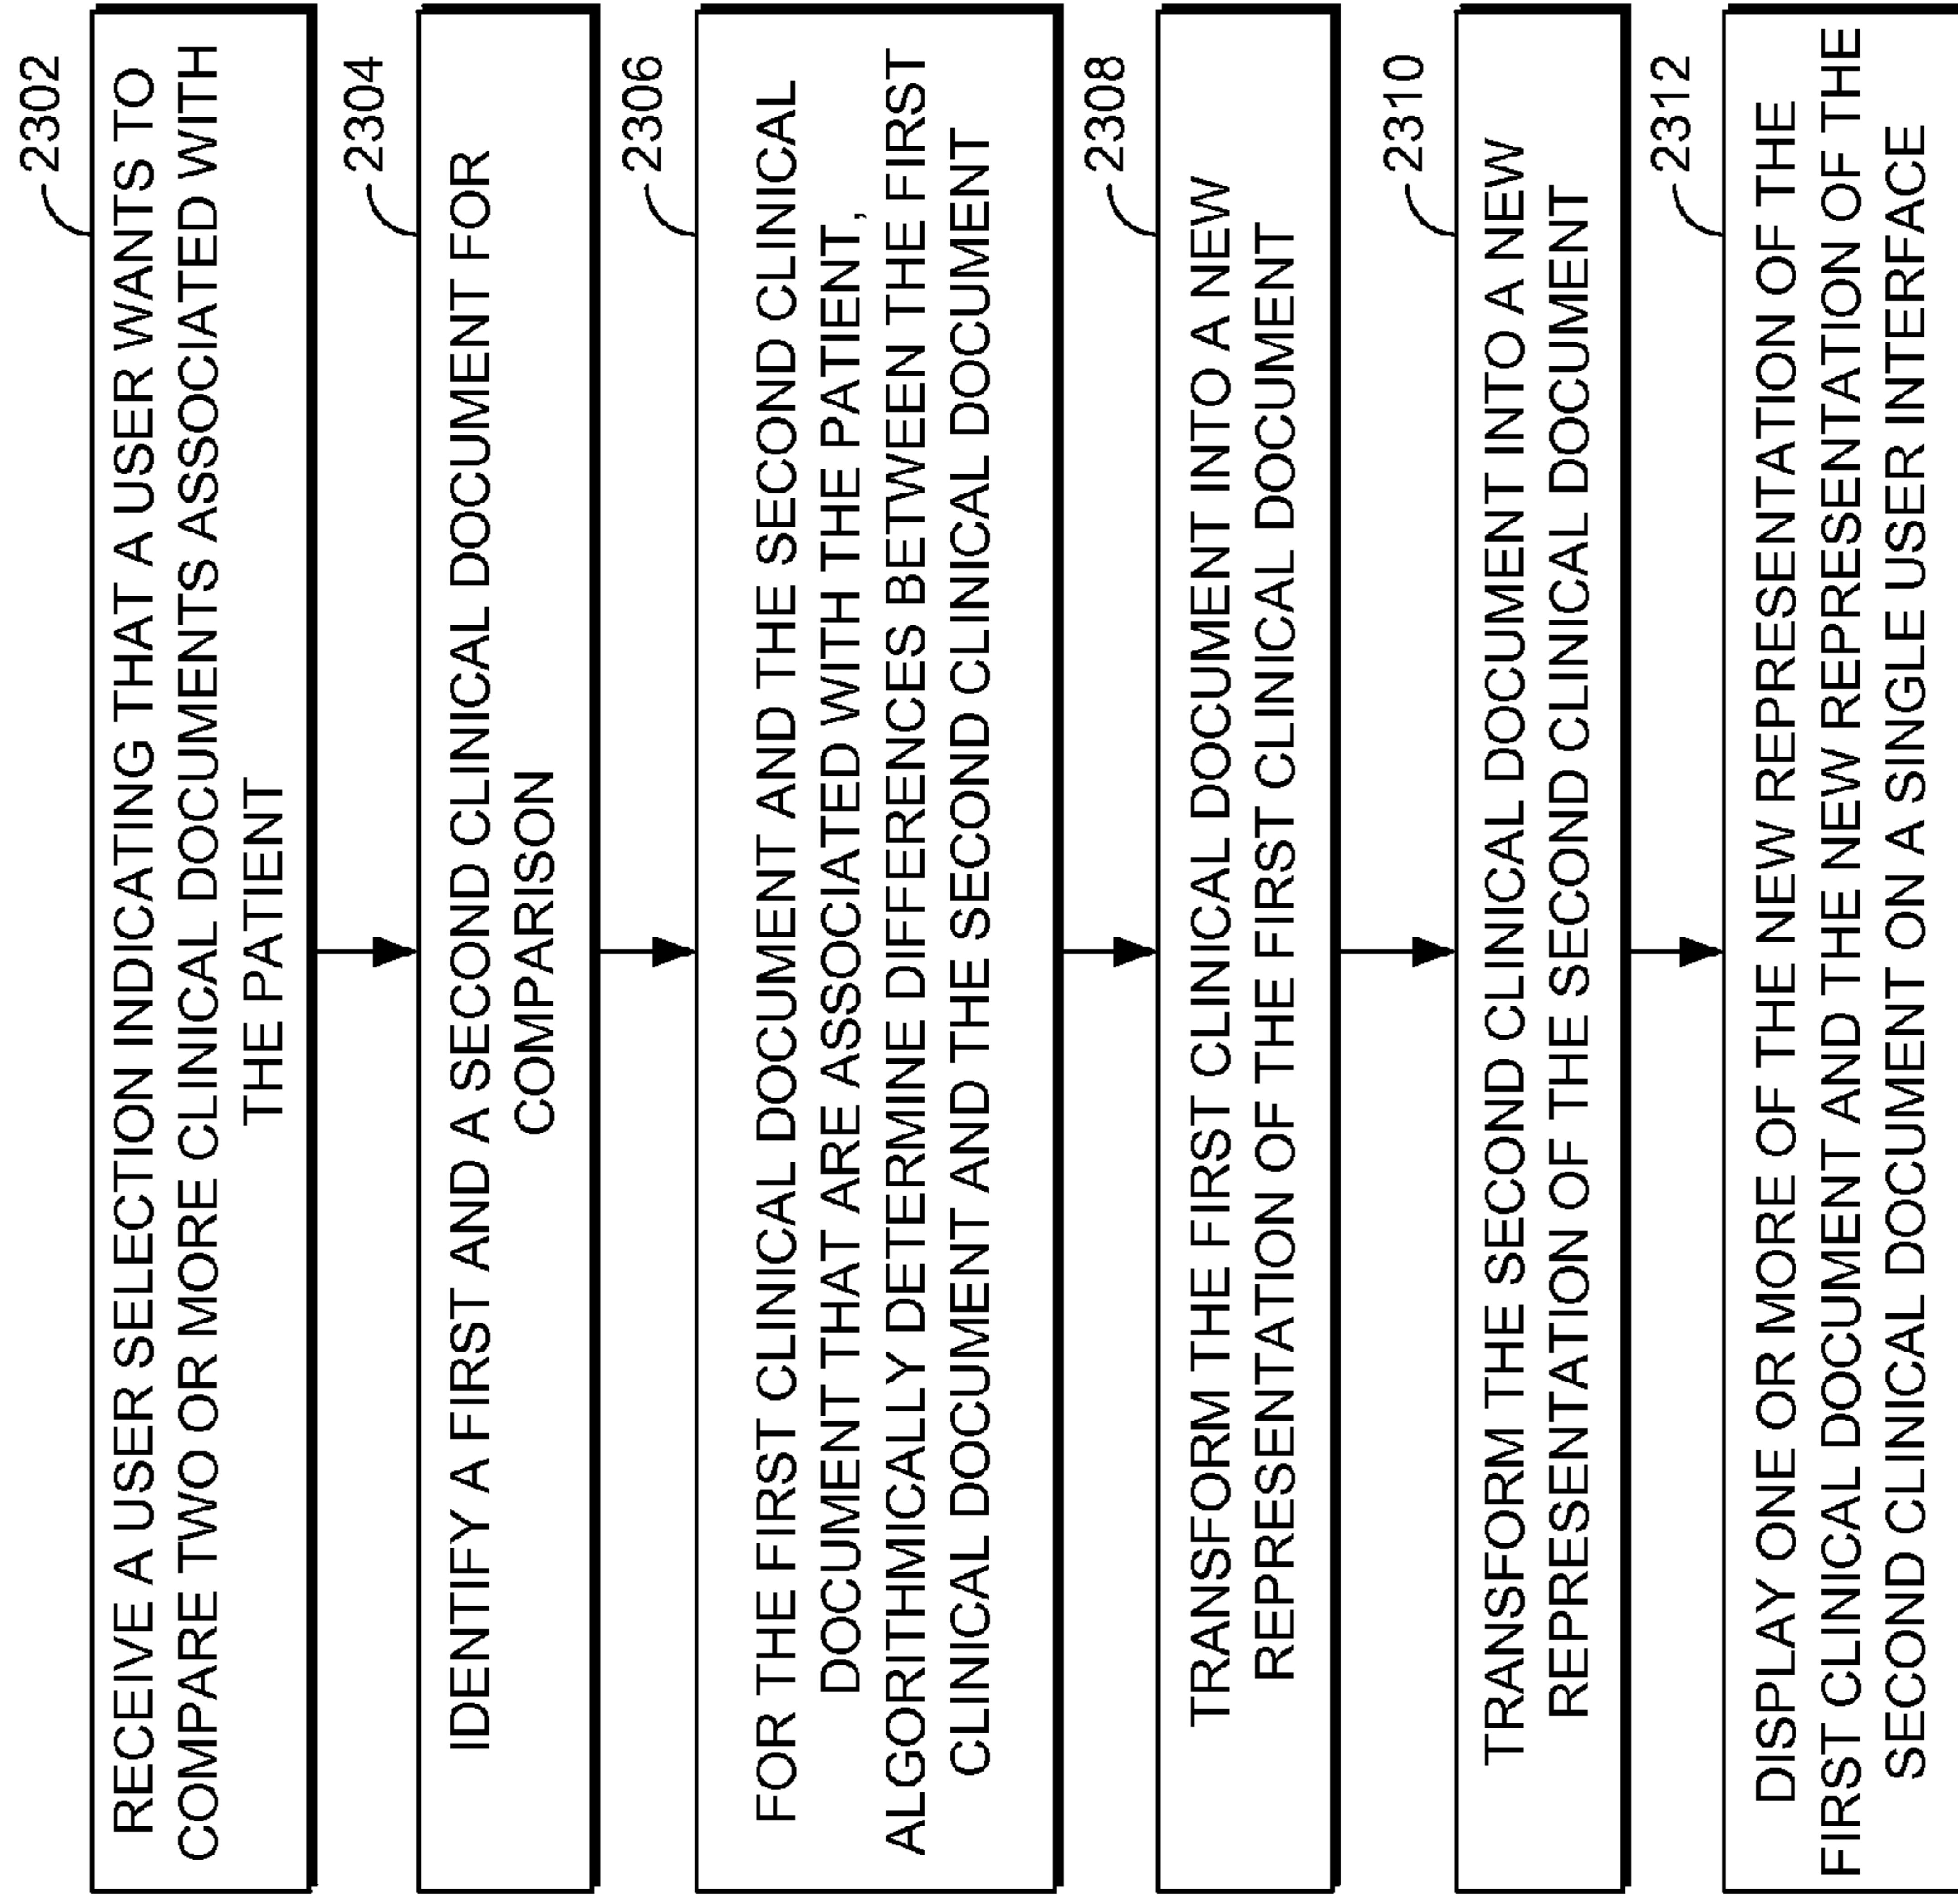 2302
RECEIVE A USER SELECTION INDICATING THAT A USER WANTS TO
COMPARE TWO OR MORE CLINICAL DOCUMENTS ASSOCIATED WITH
THE PATIENT
2304
IDENTIFY A FIRST AND A SECOND CLINICAL DOCUMENT FOR
COMPARISON
2306
FOR THE FIRST CLINICAL DOCUMENT AND THE SECOND CLINICAL
DOCUMENT THAT ARE ASSOCIATED WITH THE PATIENT,
ALGORITHMICALLY DETERMINE DIFFERENCES BETWEEN THE FIRST
CLINICAL DOCUMENT AND THE SECOND CLINICAL DOCUMENT
2308
TRANSFORM THE FIRST CLINICAL DOCUMENT INTO A NEW
REPRESENTATION OF THE FIRST CLINICAL DOCUMENT
2310
TRANSFORM THE SECOND CLINICAL DOCUMENT INTO A NEW
REPRESENTATION OF THE SECOND CLINICAL DOCUMENT
2312
DISPLAY ONE OR MORE OF THE NEW REPRESENTATION OF THE
FIRST CLINICAL DOCUMENT AND THE NEW REPRESENTATION OF THE
SECOND CLINICAL DOCUMENT ON A SINGLE USER INTERFACE